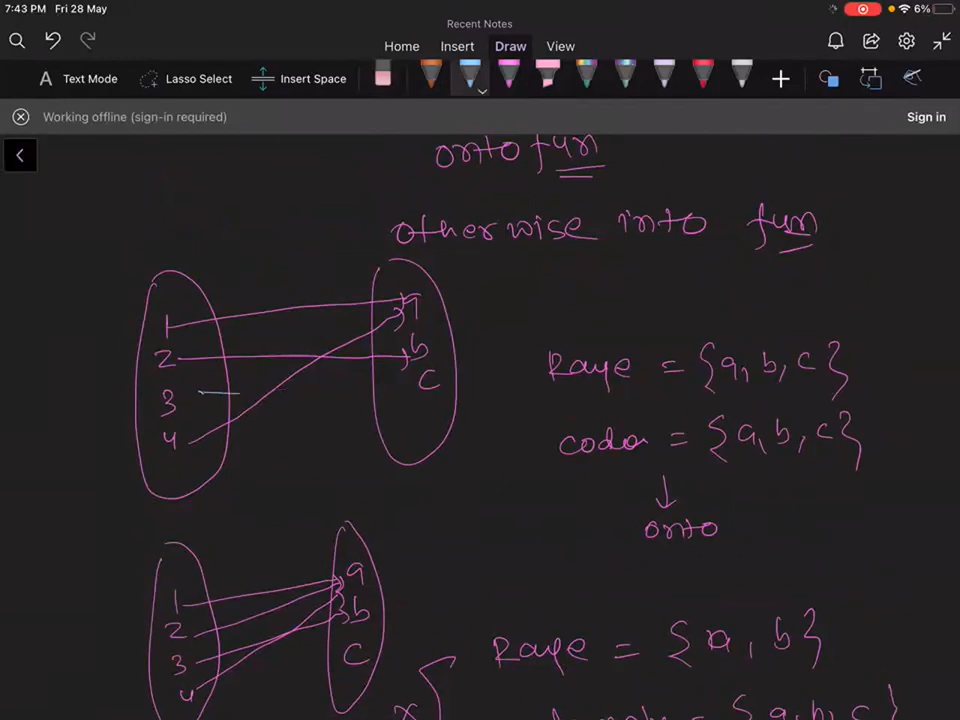 7:43 PM Fri 28 May
6%
Recent Notes
Home Insert Draw View
Text Mode Lasso Select Insert Space
Working offline (sign-in required) Sign in
onto fun
otherwise into fun
1
2
3
4
a
b
c
Range = {a, b, c}
codo = {a, b, c}
onto
1
2
3
4
a
b
c
Range = {a, b}
{a, b, c}